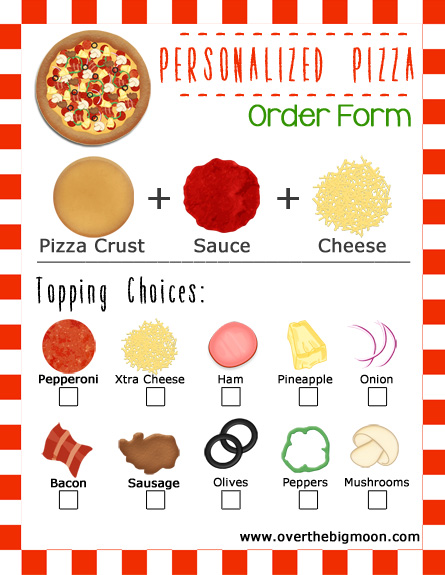 PERSONALIZED PIZZA
Order Form
Pizza Crust + Sauce + Cheese
Topping Choices:
Pepperoni Xtra Cheese Ham Pineapple Onion
Bacon Sausage Olives Peppers Mushrooms
www.overthebigmoon.com